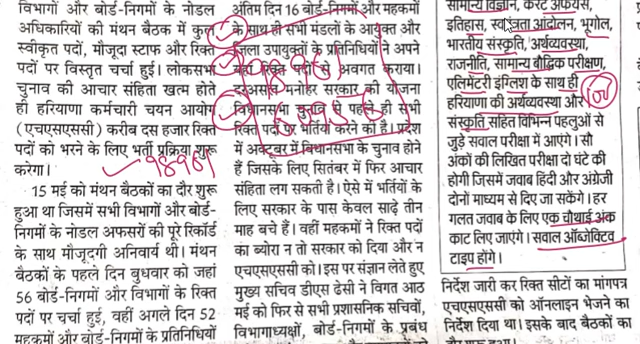 विभागों और बोर्ड-निगमों के नोडल
अधिकारियों की मंथन बैठक में कुल
स्वीकृत पदों, मौजूदा स्टाफ और रिक्त
पदों पर विस्तृत चर्चा हुई। लोकसभा
चुनाव की आचार संहिता खत्म होते
ही हरियाणा कर्मचारी चयन आयोग
(एचएसएससी) करीब दस हजार रिक्त
पदों को भरने के लिए भर्ती प्रक्रिया शुरू
करेगा।
15 मई को मंथन बैठकों का दौर शुरू
हुआ था जिसमें सभी विभागों और बोर्ड-
निगमों के नोडल अफसरों की पूरे रिकॉर्ड
के साथ मौजूदगी अनिवार्य थी। मंथन
बैठकों के पहले दिन बुधवार को जहां
56 बोर्ड-निगमों और विभागों के रिक्त
पदों पर चर्चा हुई, वहीं अगले दिन 52
महकमों और बोर्ड-निगमों के प्रतिनिधियों
अंतिम दिन 16 बोर्ड-निगमों और महकमों
के साथ ही सभी मंडलों के आयुक्त और
जिला उपायुक्तों के प्रतिनिधियों ने अपने
यहां रिक्त पदों से अवगत कराया।
दरअसल मनोहर सरकार की योजना
विधानसभा चुनाव से पहले ही सभी
रिक्त पदों पर भर्तियां करने की है। प्रदेश
में अक्टूबर में विधानसभा के चुनाव होने
हैं जिसके लिए सितंबर में फिर आचार
संहिता लग सकती है। ऐसे में भर्तियों के
लिए सरकार के पास केवल साढ़े तीन
माह बचे हैं। वहीं महकमों ने रिक्त पदों
का ब्योरा न तो सरकार को दिया और न
एचएसएससी को। इस पर संज्ञान लेते हुए
मुख्य सचिव डीएस ढेसी ने विगत आठ
मई को फिर से सभी प्रशासनिक सचिवों,
विभागाध्यक्षों, बोर्ड-निगमों के प्रबंध
सामान्य विज्ञान, करंट अफेयर्स,
इतिहास, स्वतंत्रता आंदोलन, भूगोल,
भारतीय संस्कृति, अर्थव्यवस्था,
राजनीति, सामान्य बौद्धिक परीक्षण,
एलिमेंटरी इंग्लिश के साथ ही
हरियाणा की अर्थव्यवस्था और
संस्कृति सहित विभिन्न पहलुओं से
जुड़े सवाल परीक्षा में आएंगे। सौ
अंकों की लिखित परीक्षा दो घंटे की
होगी जिसमें जवाब हिंदी और अंग्रेजी
दोनों माध्यम से दिए जा सकेंगे। हर
गलत जवाब के लिए एक चौथाई अंक
काट लिए जाएंगे। सवाल ऑब्जेक्टिव
टाइप होंगे।
100
निर्देश जारी कर रिक्त सीटों का मांगपत्र
एचएसएससी को ऑनलाइन भेजने का
निर्देश दिया था। इसके बाद बैठकों का